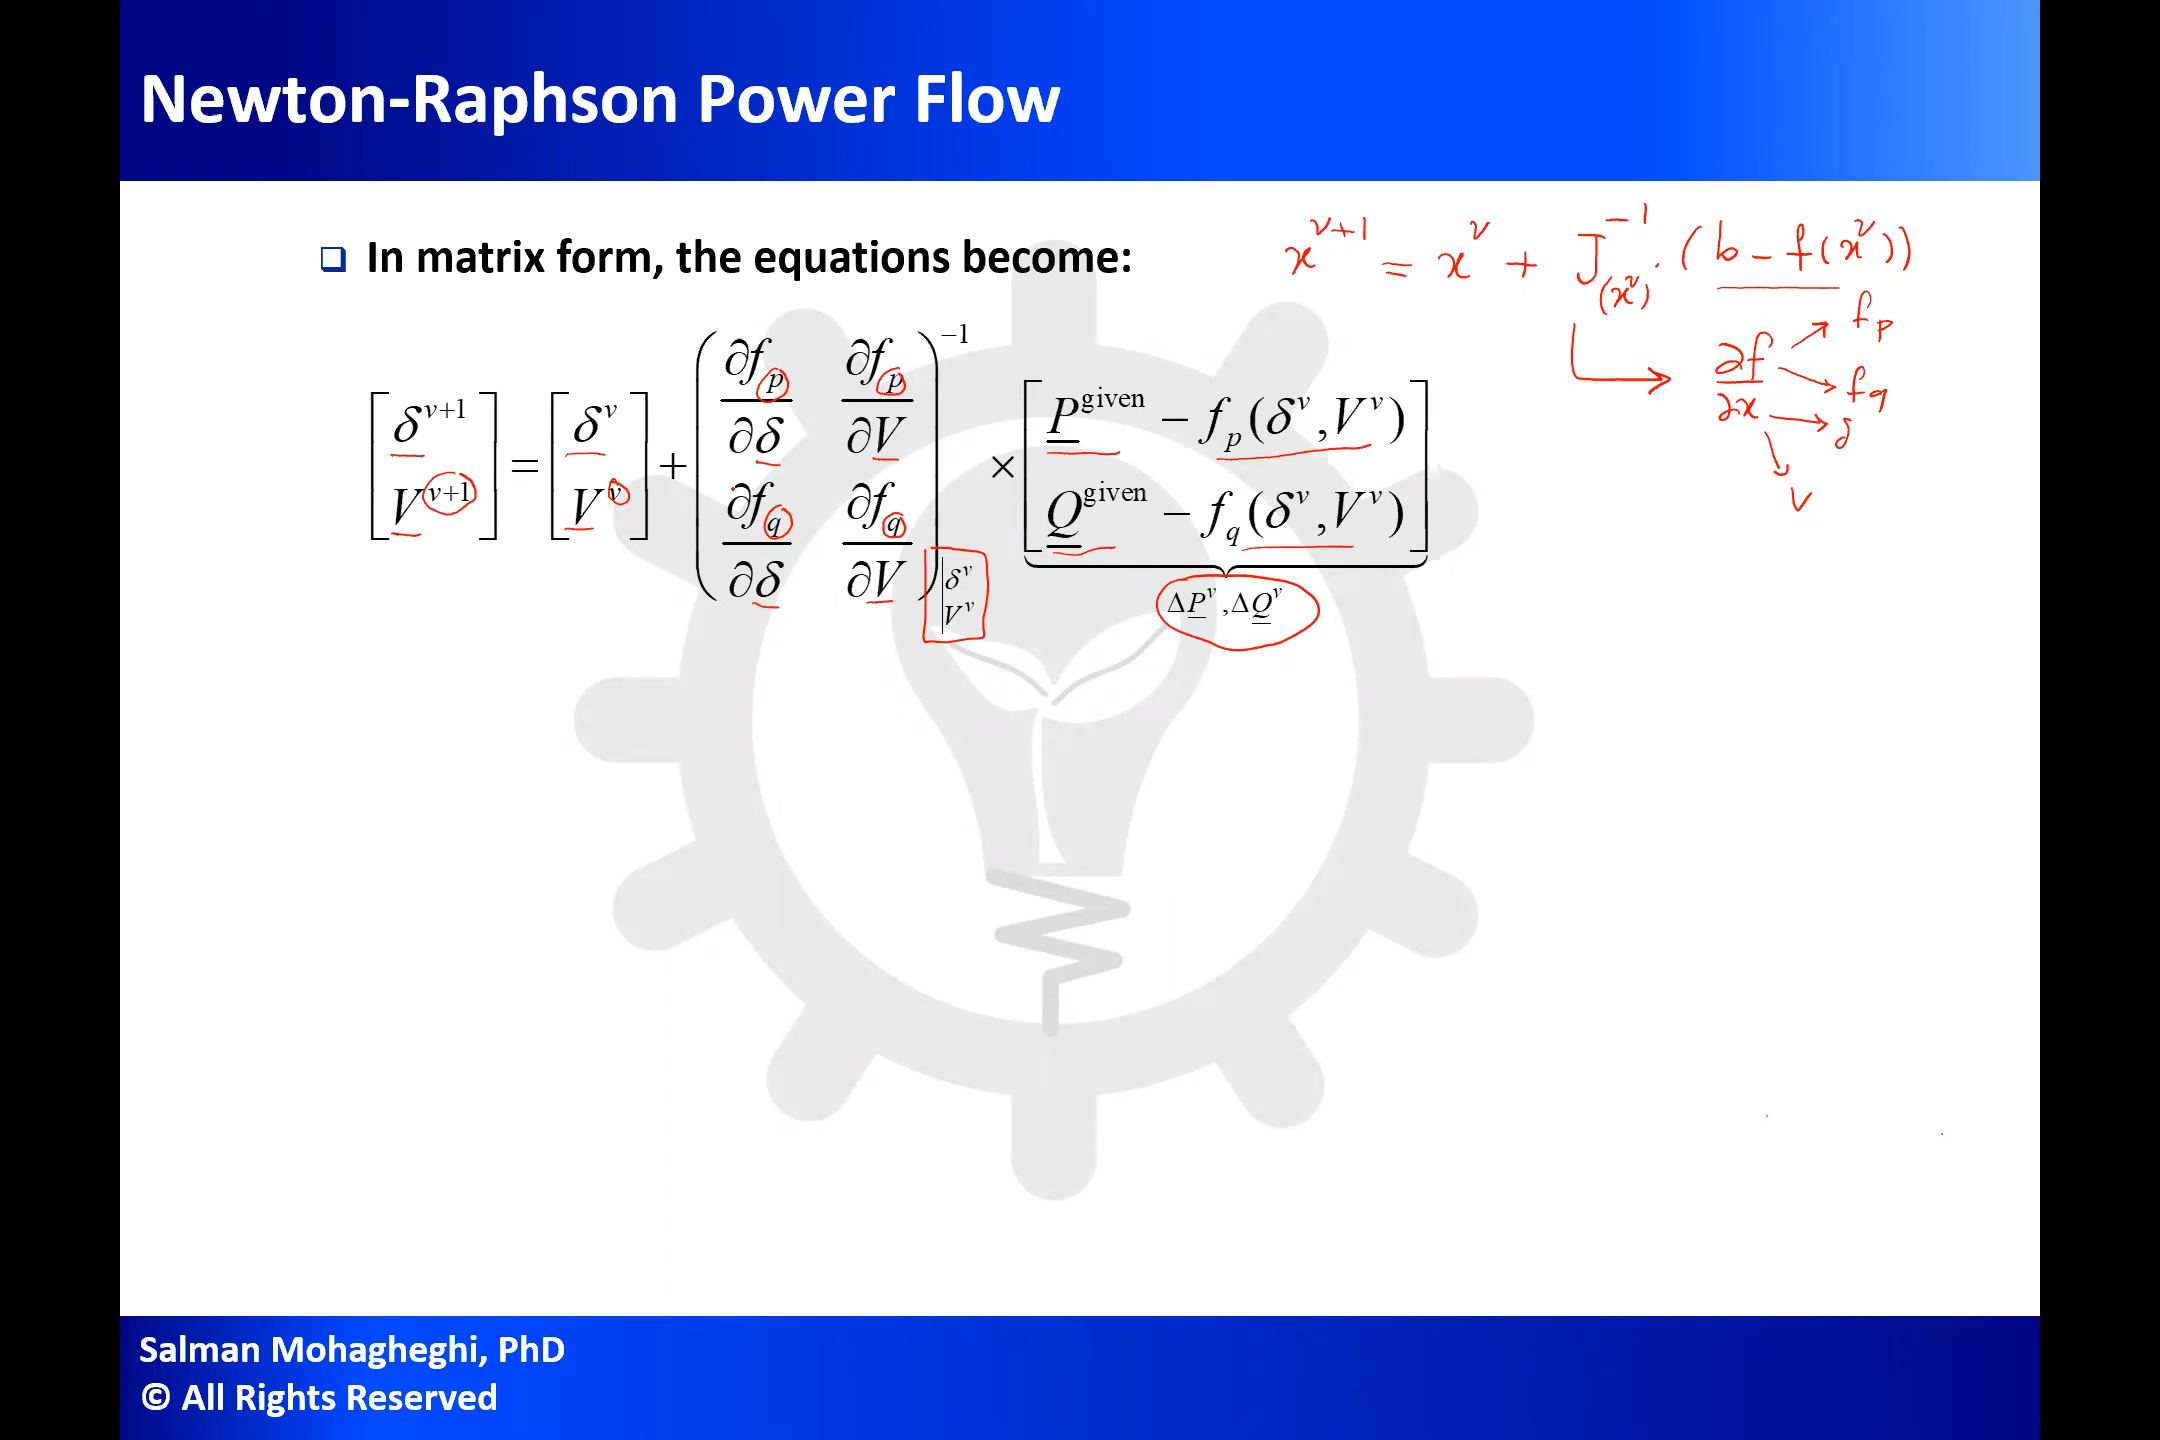 Newton-Raphson Power Flow
❑ In matrix form, the equations become:
x^{v+1} = x^v + J^{-1}_{(x^v)} · (b - f(x^v))
∂f/∂x
f_p
f_q
δ
V
[δ^{v+1} V^{v+1}] = [δ^v V^v] + (∂f_p/∂δ ∂f_p/∂V ∂f_q/∂δ ∂f_q/∂V)^{-1} |δ^v V^v × [P^{given} − f_p(δ^v, V^v) Q^{given} − f_q(δ^v, V^v)]
ΔP^v, ΔQ^v
Salman Mohagheghi, PhD
© All Rights Reserved